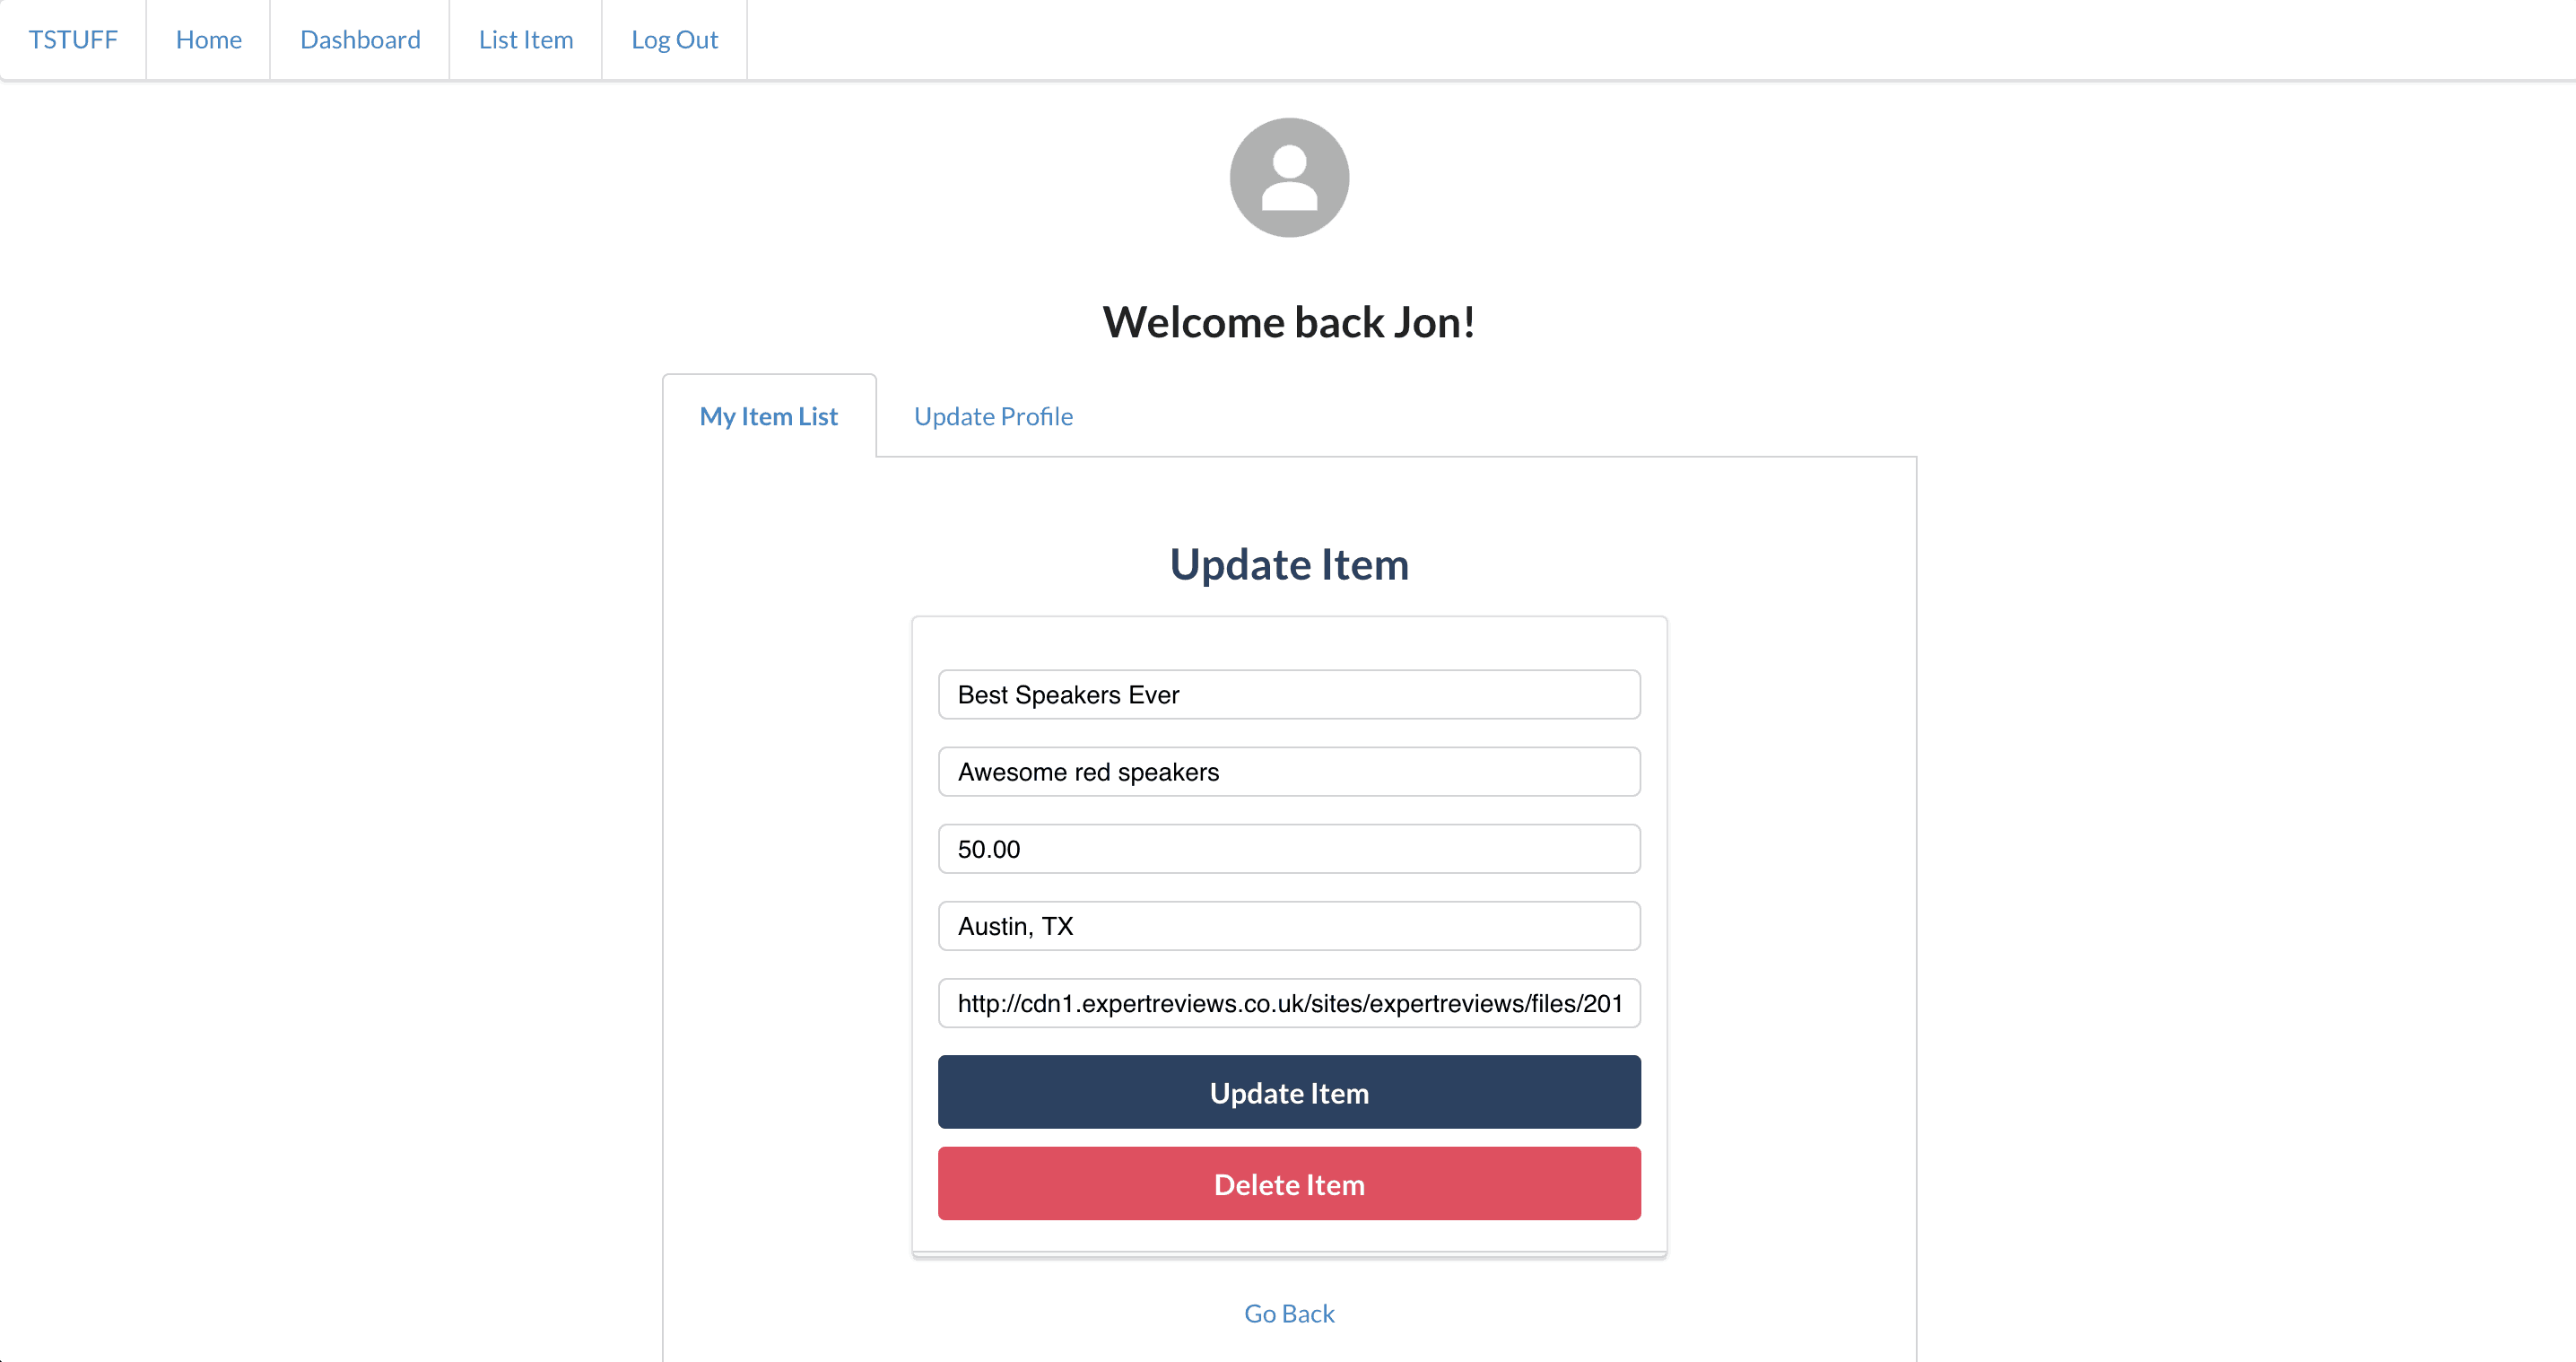 TSTUFF Home Dashboard List Item Log Out
Welcome back Jon!
My Item List Update Profile
Update Item
Best Speakers Ever
Awesome red speakers
50.00
Austin, TX
http://cdn1.expertreviews.co.uk/sites/expertreviews/files/201
Update Item
Delete Item
Go Back